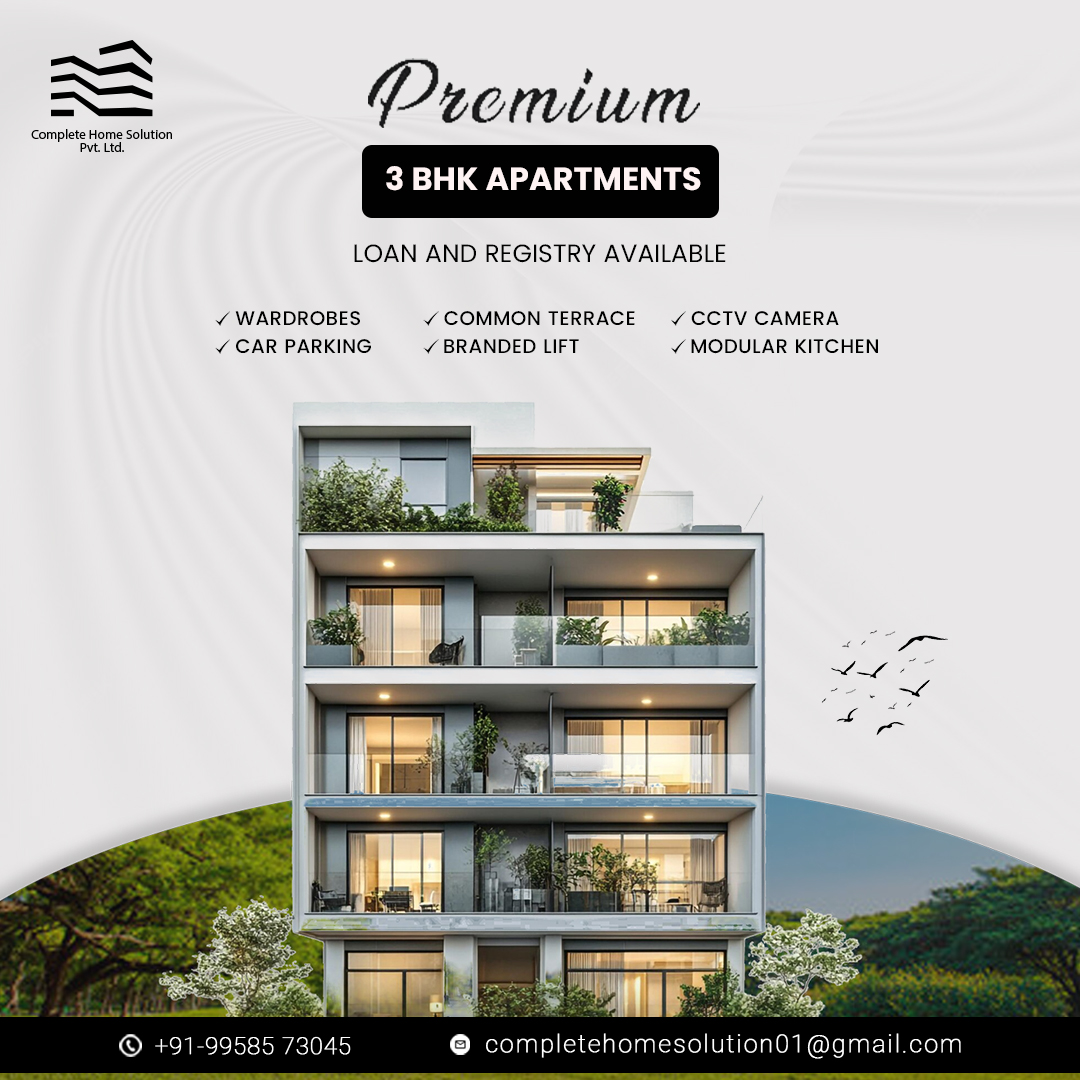 Complete Home Solution
Pvt. Ltd.
Premium
3 BHK APARTMENTS
LOAN AND REGISTRY AVAILABLE
✓ WARDROBES ✓ COMMON TERRACE ✓ CCTV CAMERA
✓ CAR PARKING ✓ BRANDED LIFT ✓ MODULAR KITCHEN
+91-99585 73045 completehomesolution01@gmail.com